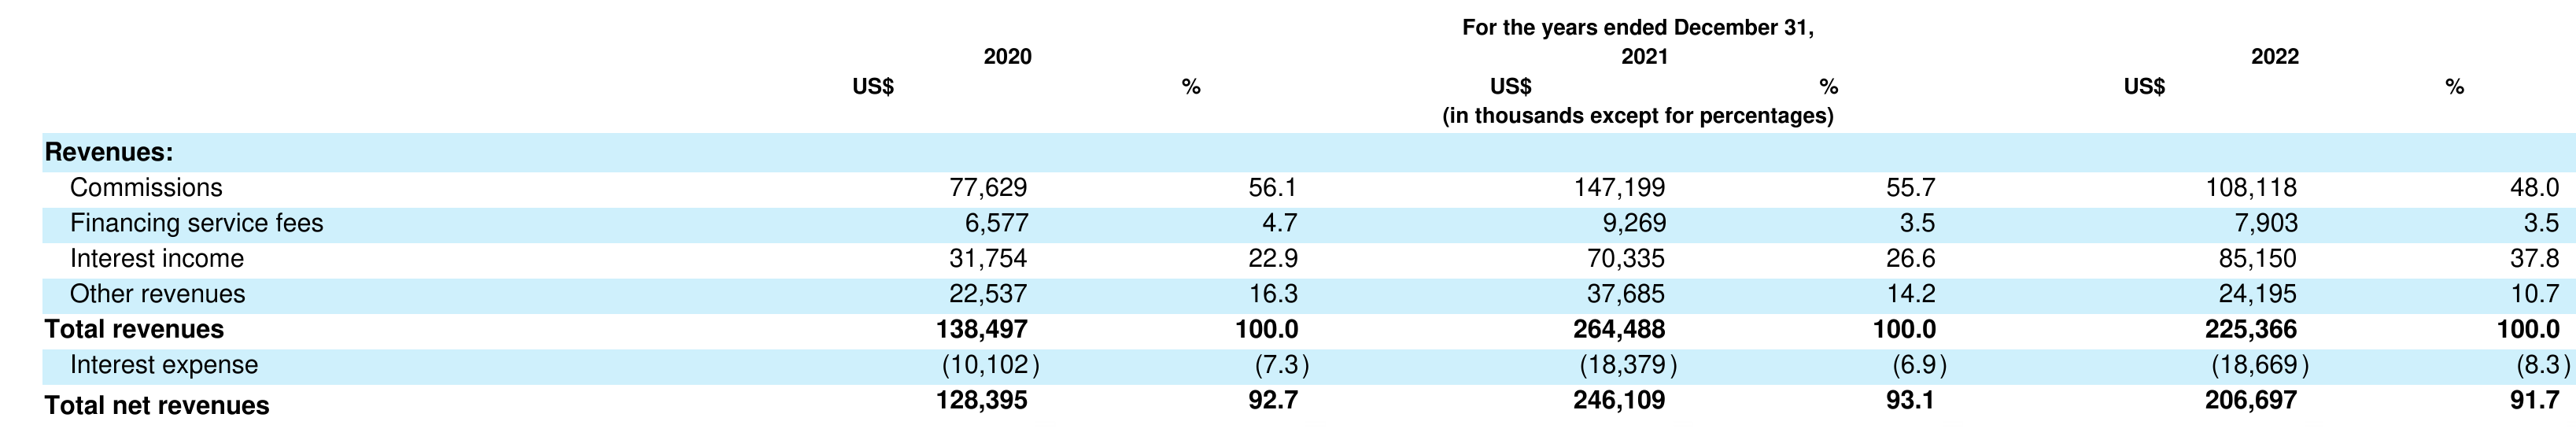 For the years ended December 31,
2020 2021 2022
US$ % US$ % US$ %
(in thousands except for percentages)
Revenues:
Commissions 77,629 56.1 147,199 55.7 108,118 48.0
Financing service fees 6,577 4.7 9,269 3.5 7,903 3.5
Interest income 31,754 22.9 70,335 26.6 85,150 37.8
Other revenues 22,537 16.3 37,685 14.2 24,195 10.7
Total revenues 138,497 100.0 264,488 100.0 225,366 100.0
Interest expense (10,102) (7.3) (18,379) (6.9) (18,669) (8.3)
Total net revenues 128,395 92.7 246,109 93.1 206,697 91.7